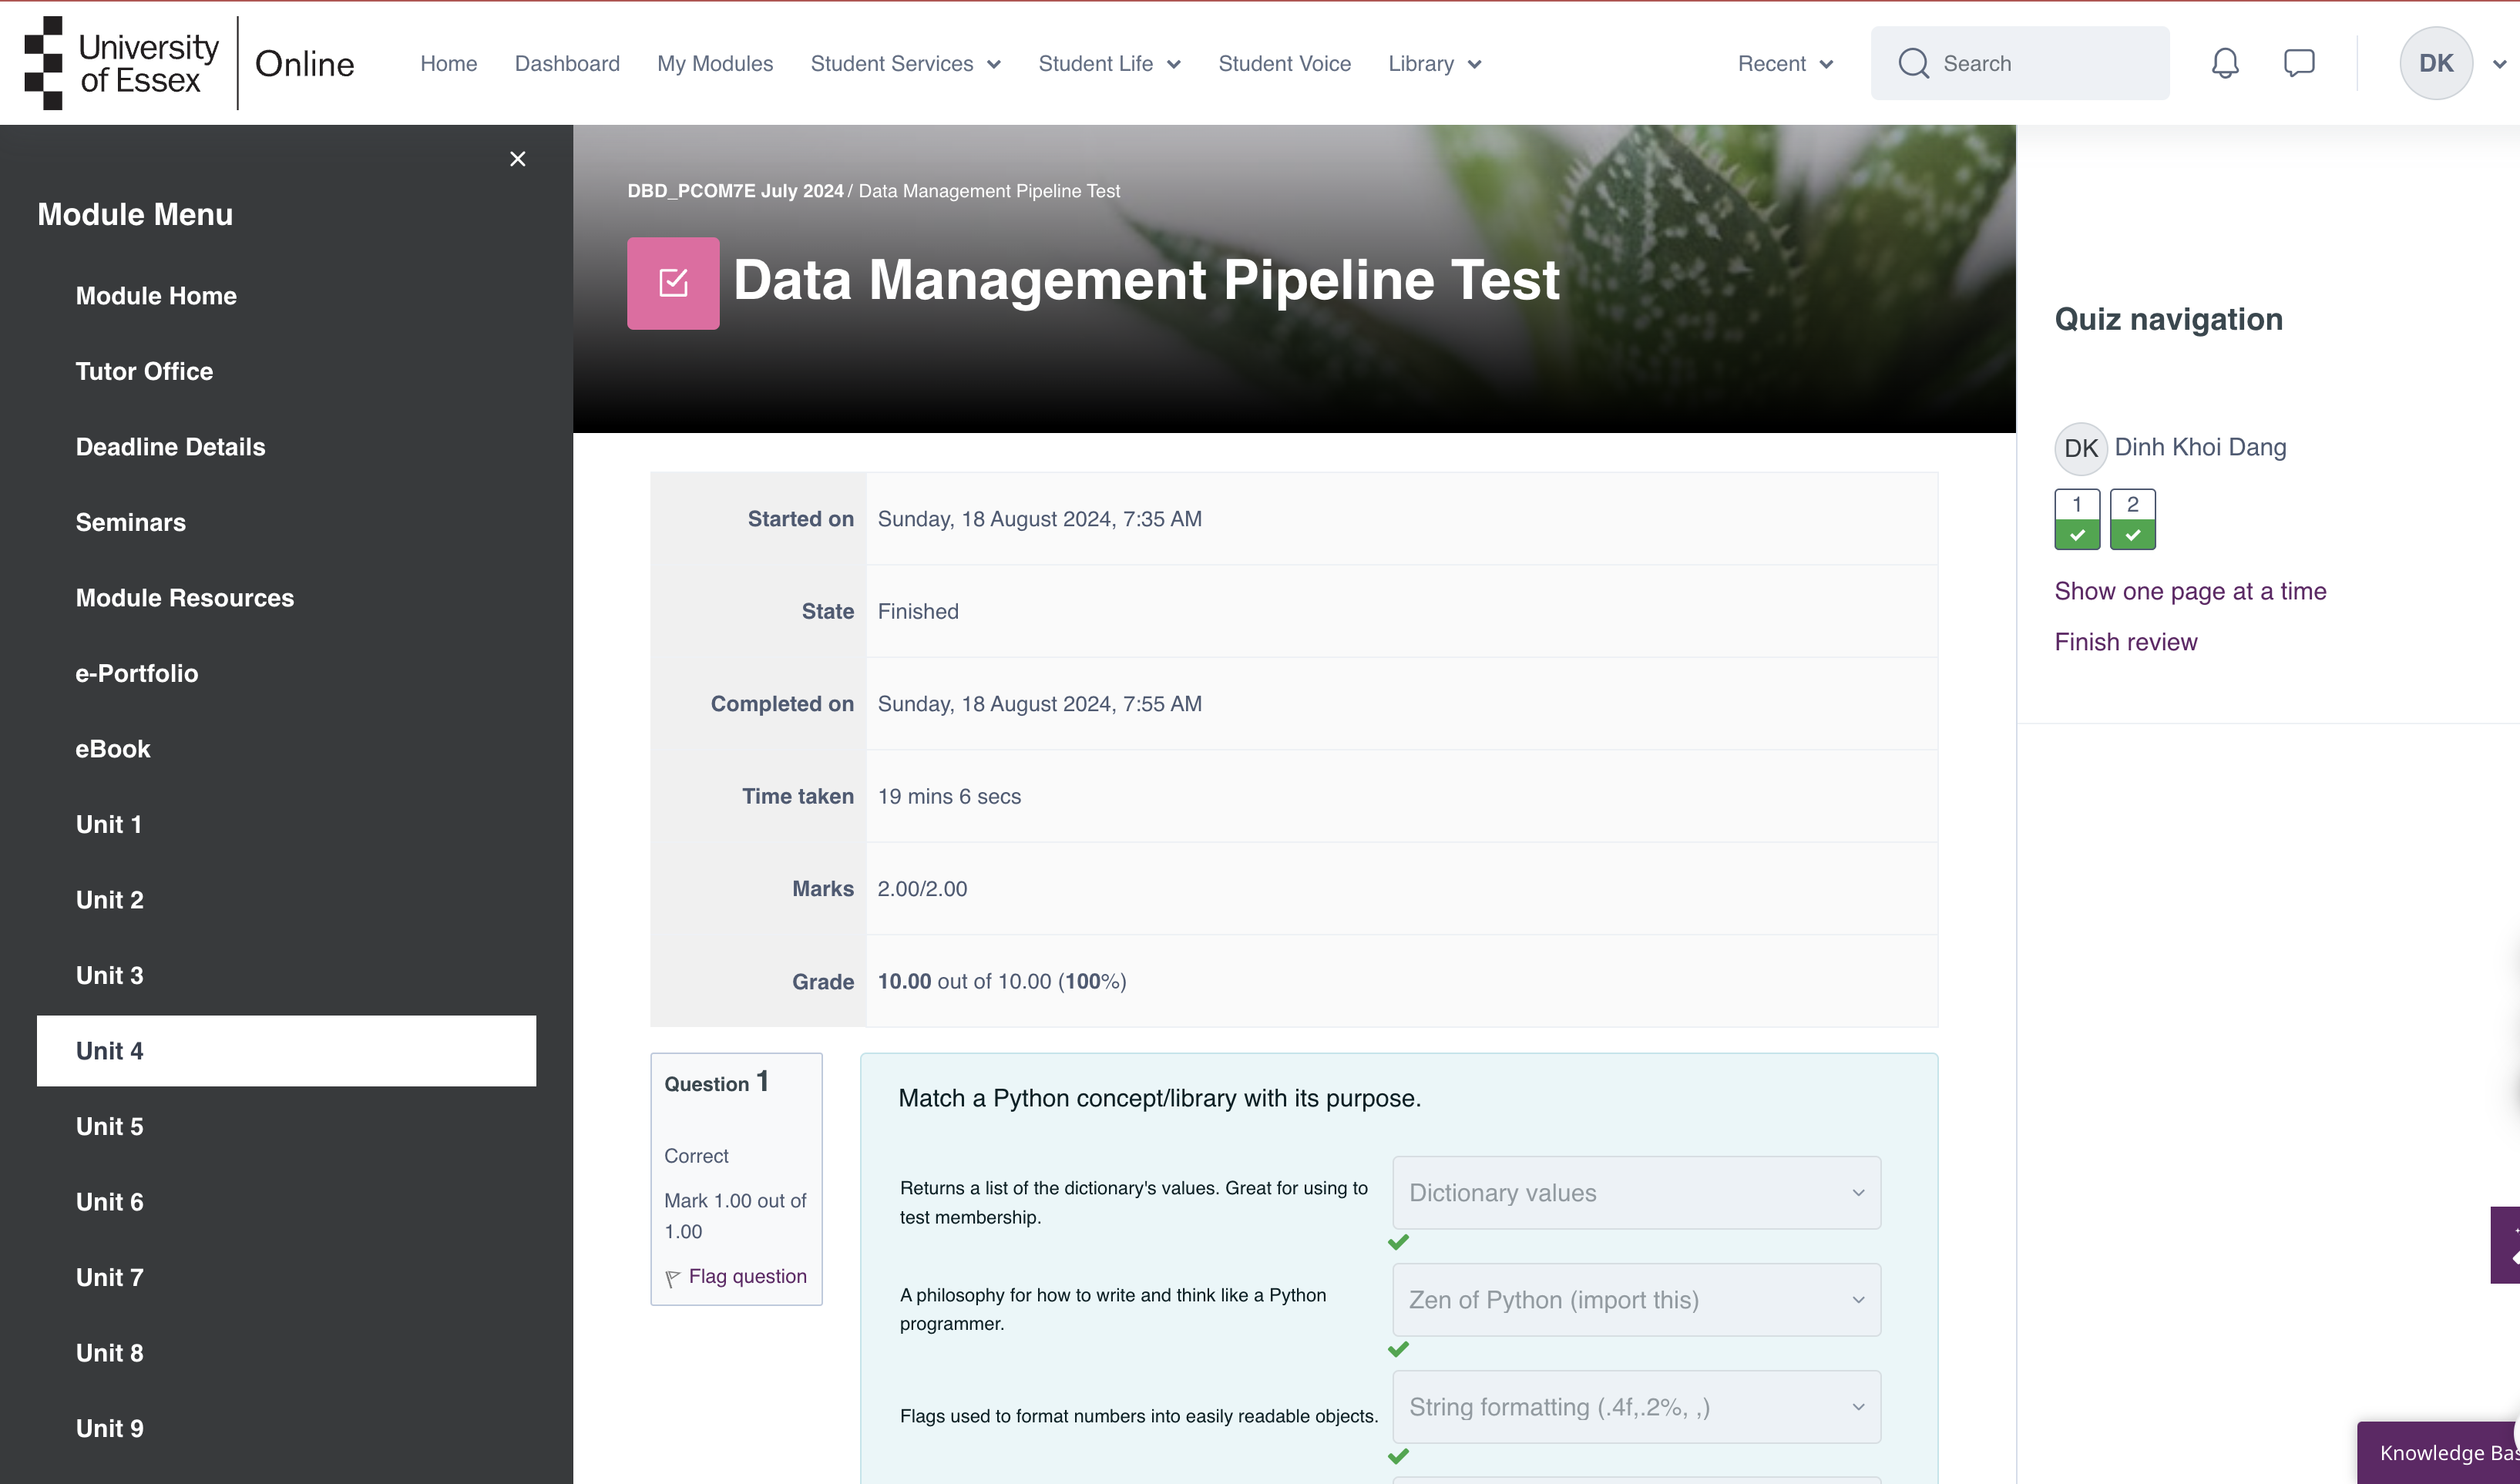 University
of Essex
Online
Home
Dashboard
My Modules
Student Services
Student Life
Student Voice
Library
Recent
Search
DK
Module Menu
Module Home
Tutor Office
Deadline Details
Seminars
Module Resources
e-Portfolio
eBook
Unit 1
Unit 2
Unit 3
Unit 4
Unit 5
Unit 6
Unit 7
Unit 8
Unit 9
DBD_PCOM7E July 2024 / Data Management Pipeline Test
Data Management Pipeline Test
Started on Sunday, 18 August 2024, 7:35 AM
State Finished
Completed on Sunday, 18 August 2024, 7:55 AM
Time taken 19 mins 6 secs
Marks 2.00/2.00
Grade 10.00 out of 10.00 (100%)
Question 1
Correct
Mark 1.00 out of
1.00
Flag question
Match a Python concept/library with its purpose.
Returns a list of the dictionary's values. Great for using to
test membership.
Dictionary values
A philosophy for how to write and think like a Python
programmer.
Zen of Python (import this)
Flags used to format numbers into easily readable objects.
String formatting (.4f,.2%, ,)
Quiz navigation
DK Dinh Khoi Dang
1 2
Show one page at a time
Finish review
Knowledge